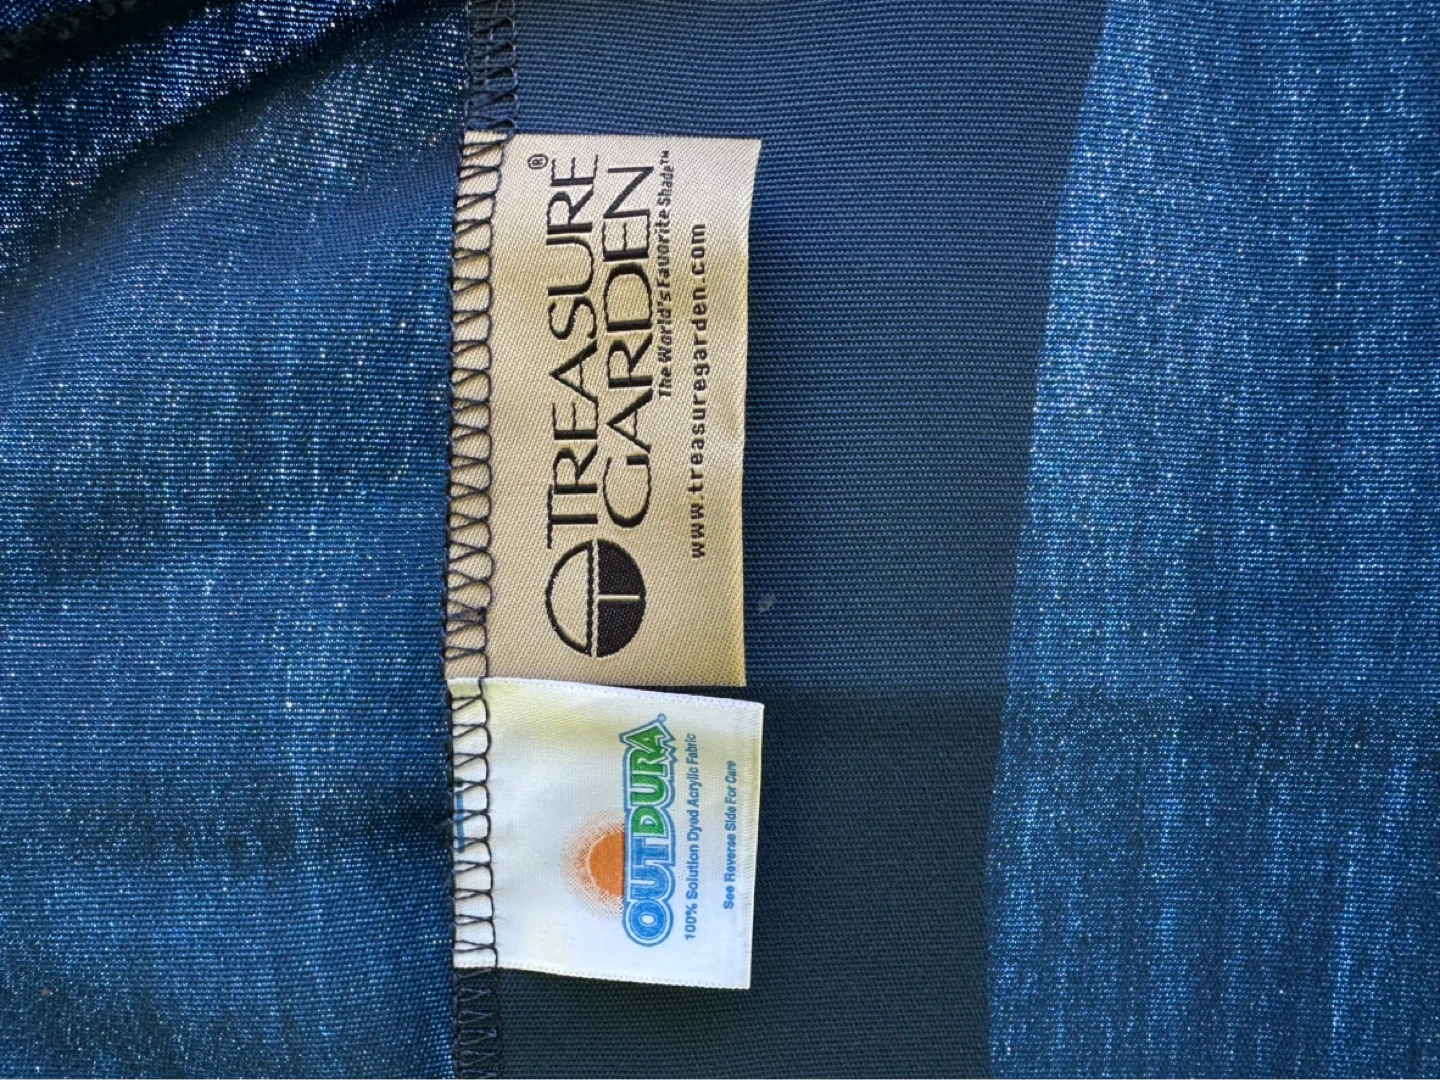 TREASURE®
GARDEN
The World's Favorite Shade™
www.treasuregarden.com
OUTDURA®
100% Solution Dyed Acrylic Fabric
See Reverse Side For Care